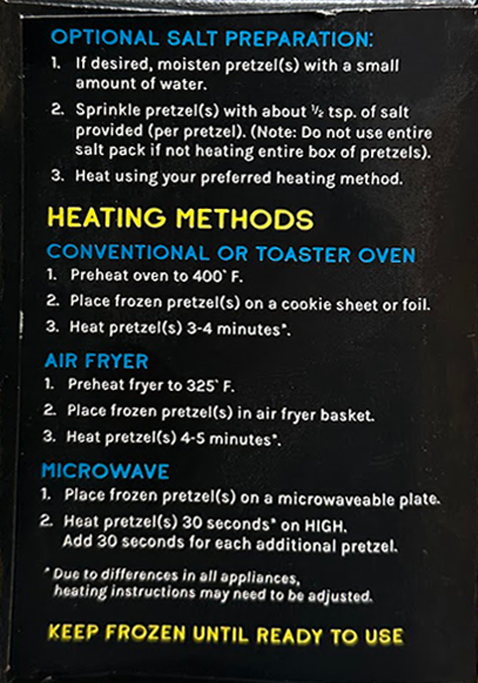 OPTIONAL SALT PREPARATION:
1. If desired, moisten pretzel(s) with a small
amount of water.
2. Sprinkle pretzel(s) with about ½ tsp. of salt
provided (per pretzel). (Note: Do not use entire
salt pack if not heating entire box of pretzels).
3. Heat using your preferred heating method.
HEATING METHODS
CONVENTIONAL OR TOASTER OVEN
1. Preheat oven to 400° F.
2. Place frozen pretzel(s) on a cookie sheet or foil.
3. Heat pretzel(s) 3-4 minutes*.
AIR FRYER
1. Preheat fryer to 325° F.
2. Place frozen pretzel(s) in air fryer basket.
3. Heat pretzel(s) 4-5 minutes*.
MICROWAVE
1. Place frozen pretzel(s) on a microwaveable plate.
2. Heat pretzel(s) 30 seconds* on HIGH.
Add 30 seconds for each additional pretzel.
* Due to differences in all appliances,
heating instructions may need to be adjusted.
KEEP FROZEN UNTIL READY TO USE